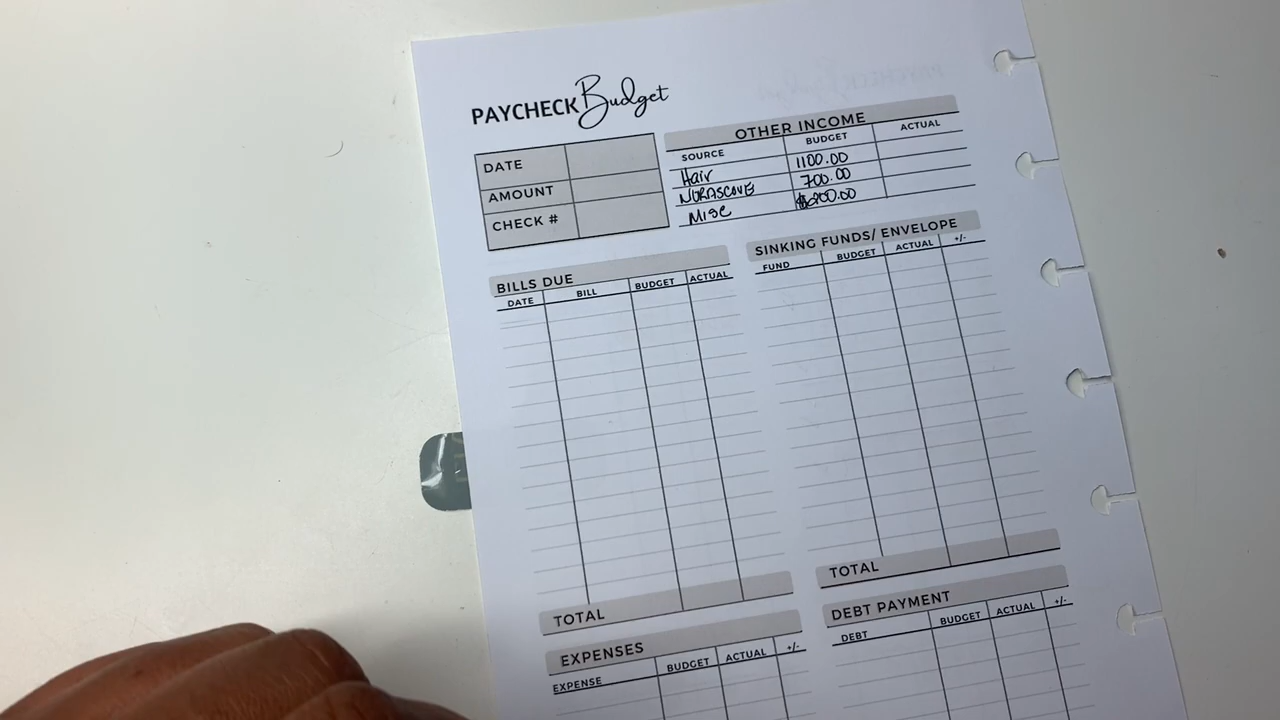 PAYCHECK Budget
DATE
AMOUNT
CHECK #
OTHER INCOME
SOURCE BUDGET ACTUAL
Hair 1100.00
700.00
Misc
BILLS DUE
DATE BILL BUDGET ACTUAL
TOTAL
SINKING FUNDS/ ENVELOPE
FUND BUDGET ACTUAL +/-
TOTAL
EXPENSES
EXPENSE BUDGET ACTUAL +/-
DEBT PAYMENT
DEBT BUDGET ACTUAL +/-